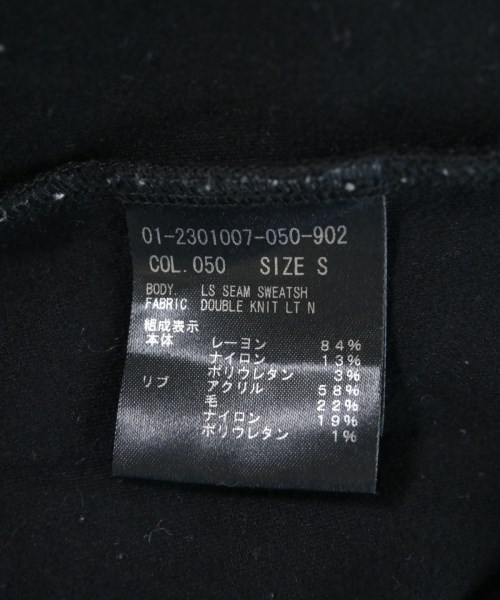 01-2301007-050-902
COL. 050 SIZE S
BODY. LS SEAM SWEATSH
FABRIC DOUBLE KNIT LT N
組成表示
本体 レーヨン 84%
ナイロン 13%
ポリウレタン 3%
リブ アクリル 58%
毛 22%
ナイロン 19%
ポリウレタン 1%